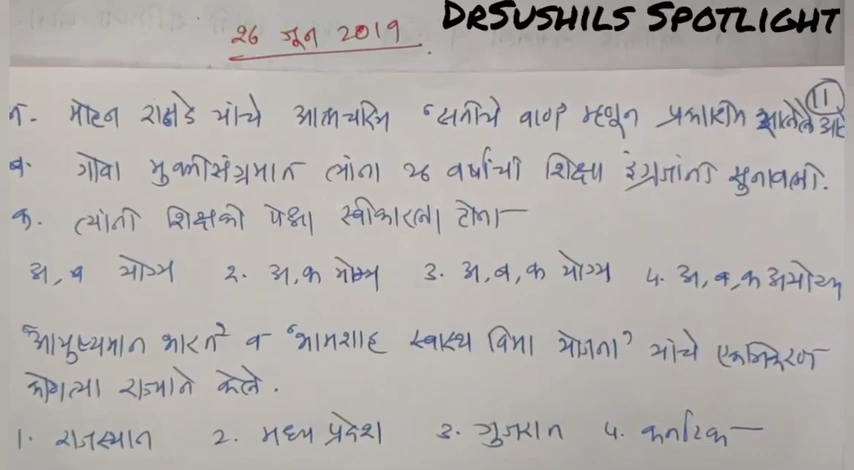 DRSUSHILS SPOTLIGHT
26 जून 2019.
11
अ. मोहन रानडे यांचे आत्मचरित्र 'सतीचे वाण' म्हणून प्रकाशित झालेले आहे
ब. गोवा मुक्तीसंग्रामात त्यांना 26 वर्षांची शिक्षा इंग्रजांनी सुनावली.
क. त्यांनी शिक्षकी पेशा स्वीकारला होता
अ, ब योग्य 2. अ, क योग्य 3. अ, ब, क योग्य 4. अ, ब, क अयोग्य
'आयुष्यमान भारत' व 'भामाशाह स्वास्थ विमा योजना' यांचे एकत्रिकरण
कोणत्या राज्याने केले.
1. राजस्थान 2. मध्य प्रदेश 3. गुजरात 4. कर्नाटक